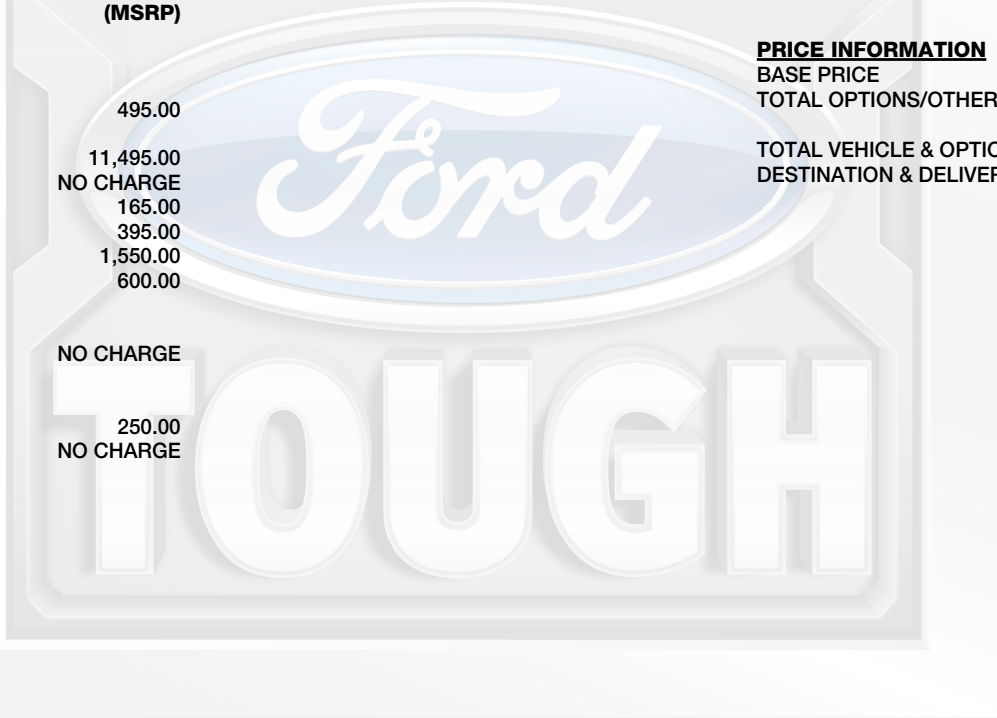 (MSRP)
495.00
11,495.00
NO CHARGE
165.00
395.00
1,550.00
600.00
NO CHARGE
250.00
NO CHARGE
PRICE INFORMATION
BASE PRICE
TOTAL OPTIONS/OTHER
TOTAL VEHICLE & OPTIO
DESTINATION & DELIVER
Ford
TOUGH